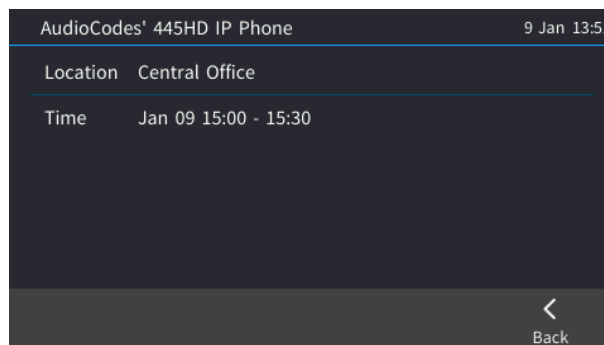 AudioCodes' 445HD IP Phone 9 Jan 13:5
Location Central Office
Time Jan 09 15:00 - 15:30
Back